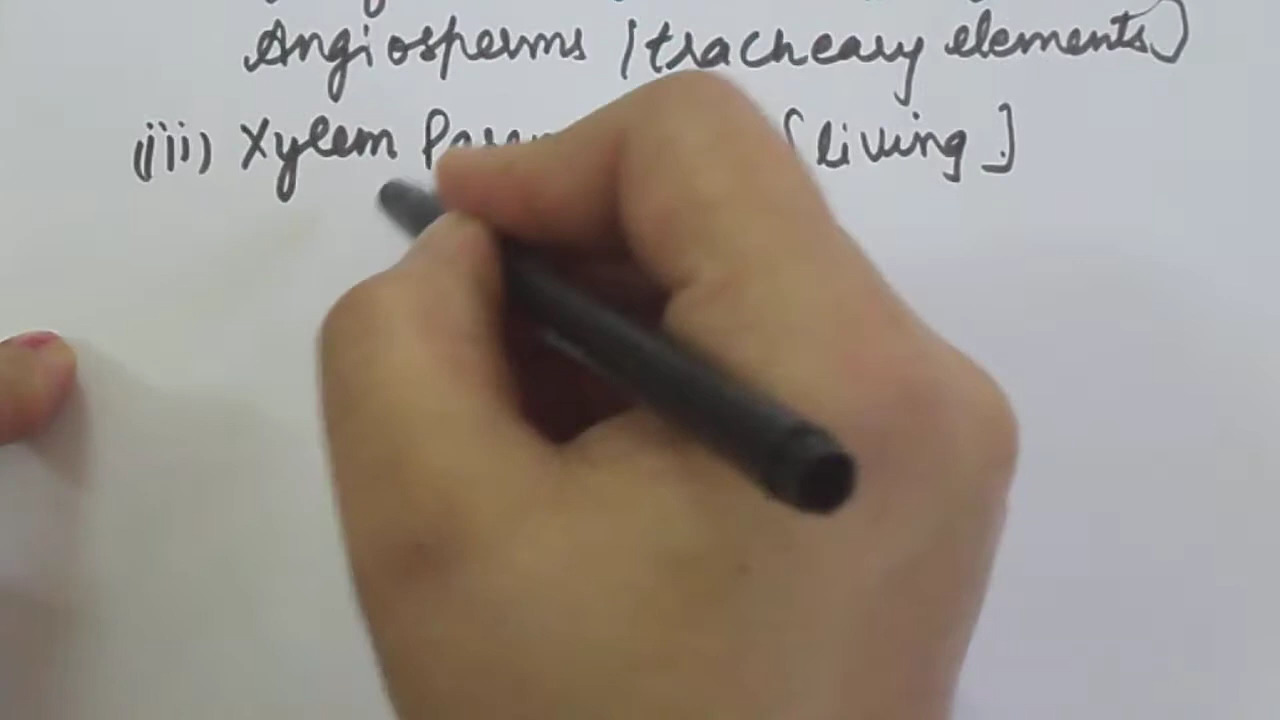 Angiosperms (tracheary elements)
(iii) Xylem [living]